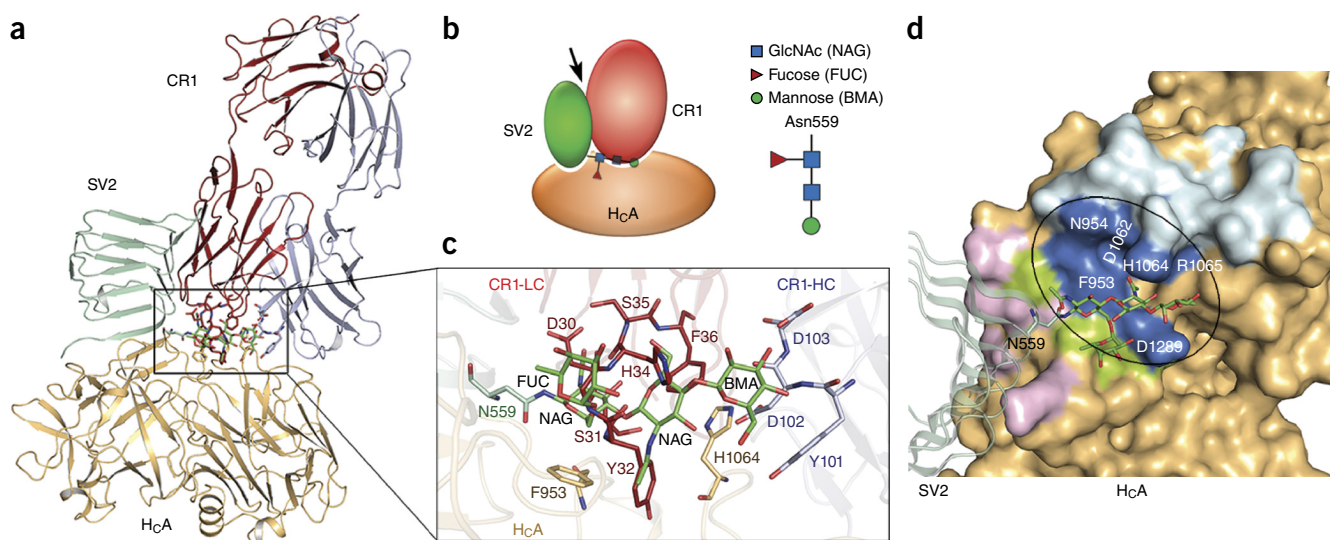 a
CR1
SV2
HCA
b
SV2
CR1
HCA
GlcNAc (NAG)
Fucose (FUC)
Mannose (BMA)
Asn559
c
CR1-LC
CR1-HC
S35
D30
F36
D103
H34
FUC
BMA
N559
NAG
D102
S31
NAG
H1064
Y101
Y32
F953
HCA
d
N954
D1062
H1064
R1065
F953
N559
D1289
SV2
HCA